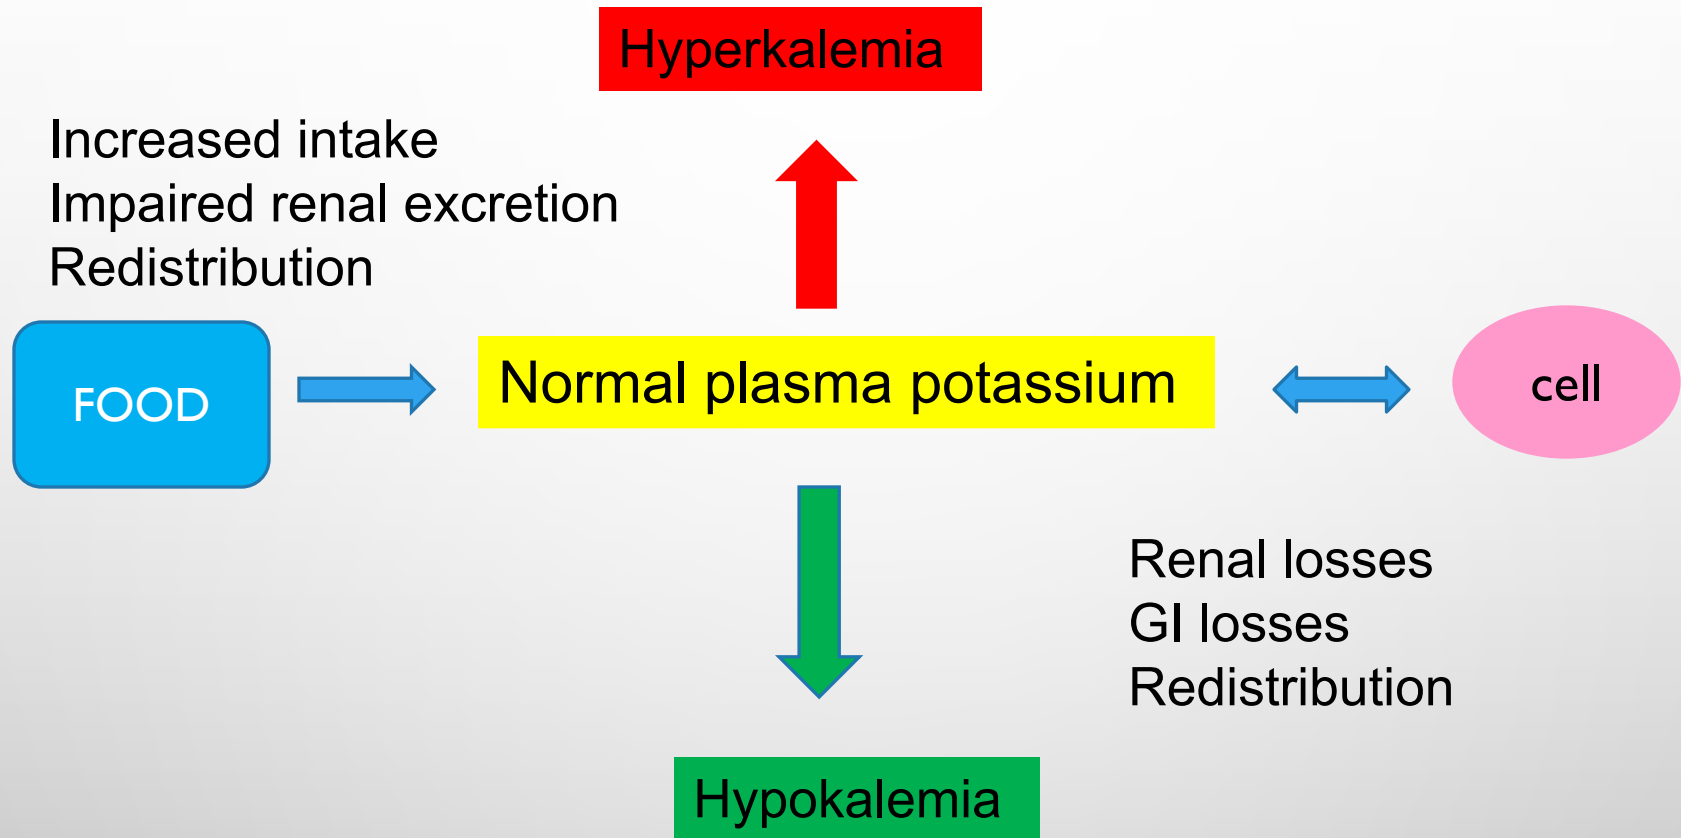 Hyperkalemia
Increased intake
Impaired renal excretion
Redistribution
FOOD
Normal plasma potassium
cell
Renal losses
GI losses
Redistribution
Hypokalemia